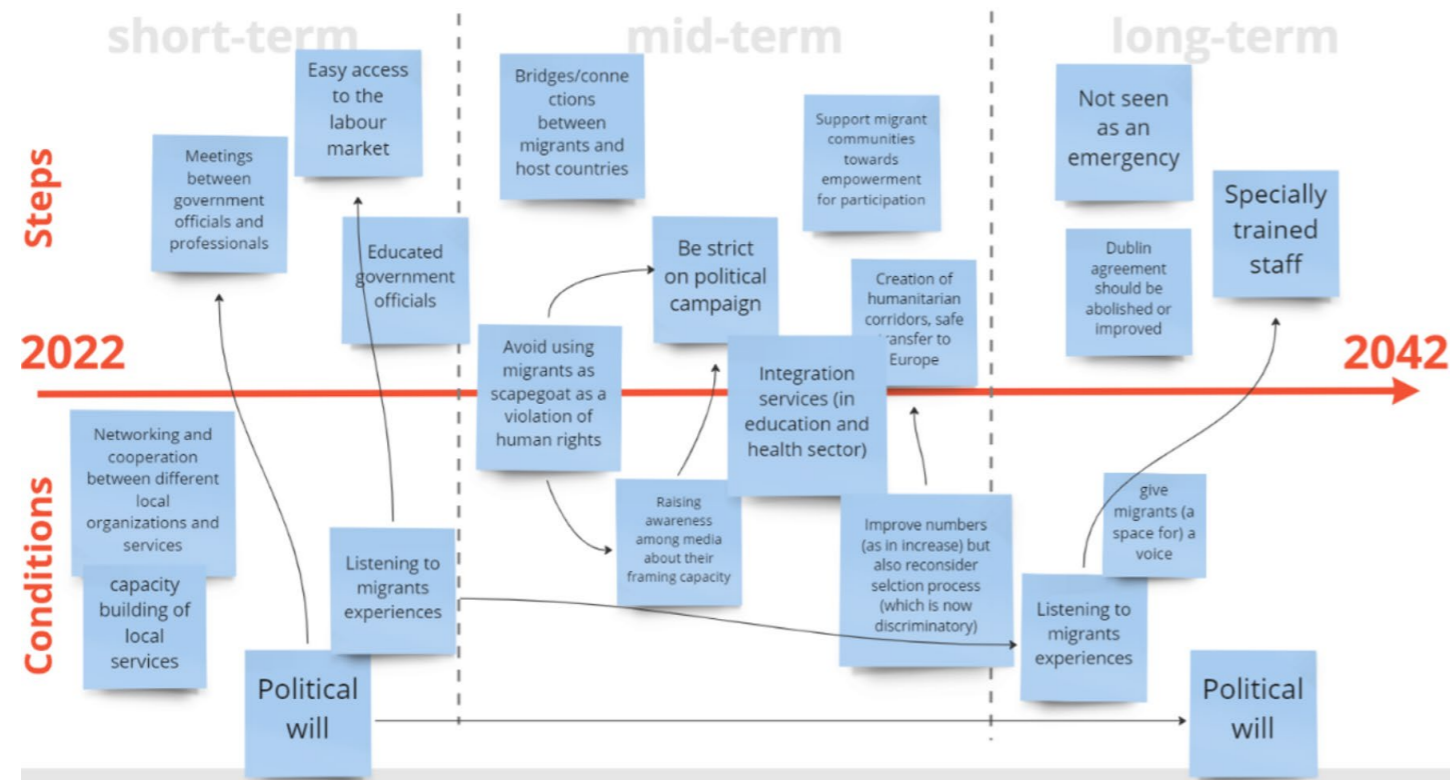 short-term
mid-term
long-term
Steps
Easy access
to the
labour
market
Meetings
between
government
officials and
professionals
Educated
government
officials
Bridges/conne
ctions
between
migrants and
host countries
Support migrant
communities
towards
empowerment
for participation
Be strict
on political
campaign
Creation of
humanitarian
corridors, safe
transfer to
Europe
Not seen
as an
emergency
Specially
trained
staff
Dublin
agreement
should be
abolished or
improved
2022
2042
Avoid using
migrants as
scapegoat as a
violation of
human rights
Integration
services (in
education and
health sector)
Conditions
Networking and
cooperation
between different
local
organizations and
services
capacity
building of
local
services
Listening to
migrants
experiences
Political
will
Raising
awareness
among media
about their
framing capacity
Improve numbers
(as in increase) but
also reconsider
selction process
(which is now
discriminatory)
give
migrants (a
space for) a
voice
Listening to
migrants
experiences
Political
will